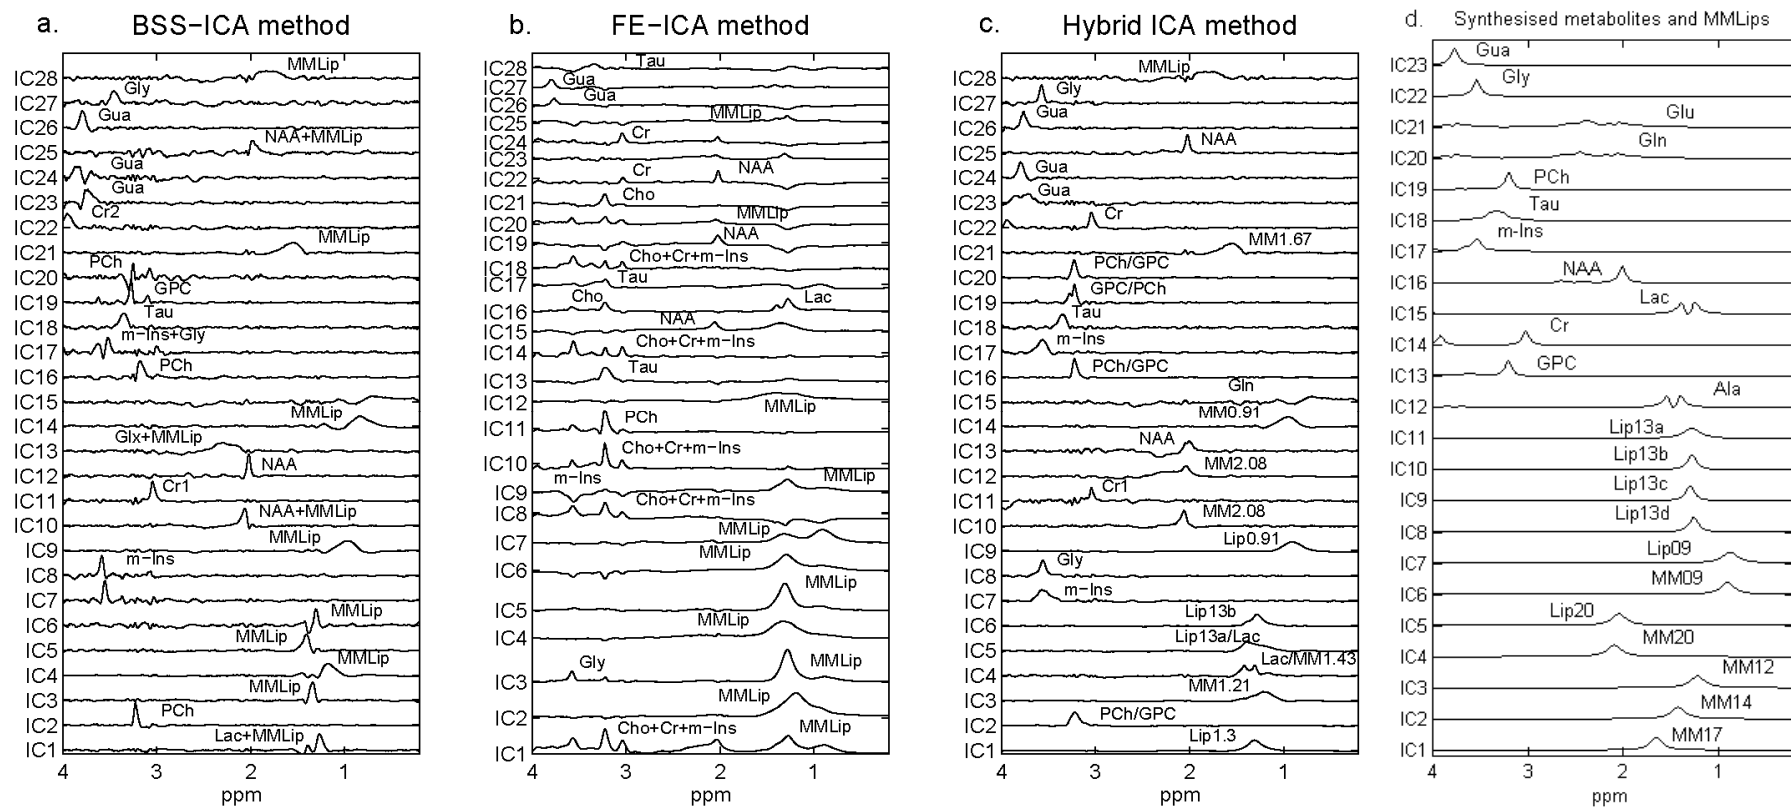 a. BSS−ICA method
IC28 MMLip
IC27 Gly
IC26 Gua
IC25 NAA+MMLip
IC24 Gua
IC23 Gua
IC22 Cr2
IC21 MMLip
IC20 PCh
IC19 GPC
IC18 Tau
IC17 m−Ins+Gly
IC16 PCh
IC15
IC14 MMLip
IC13 Glx+MMLip
IC12 NAA
IC11 Cr1
IC10 NAA+MMLip
IC9 MMLip
IC8 m−Ins
IC7
IC6 MMLip
IC5 MMLip
IC4 MMLip
IC3 MMLip
IC2 PCh
IC1 Lac+MMLip
4 3 2 1
ppm
b. FE−ICA method
IC28 Tau
IC27 Gua
IC26 Gua
IC25 MMLip
IC24 Cr
IC23
IC22 Cr NAA
IC21 Cho
IC20 MMLip
IC19 NAA
IC18 Cho+Cr+m−Ins
IC17 Tau
IC16 Cho Lac
IC15 NAA
IC14 Cho+Cr+m−Ins
IC13 Tau
IC12 MMLip
IC11 PCh
IC10 Cho+Cr+m−Ins
IC9 m−Ins MMLip
IC8 Cho+Cr+m−Ins
IC7 MMLip MMLip
IC6 MMLip
IC5 MMLip
IC4 MMLip
IC3 Gly MMLip
IC2 MMLip
IC1 Cho+Cr+m−Ins MMLip
4 3 2 1
ppm
c. Hybrid ICA method
IC28 MMLip
IC27 Gly
IC26 Gua
IC25 NAA
IC24 Gua
IC23 Gua
IC22 Cr
IC21 MM1.67
IC20 PCh/GPC
IC19 GPC/PCh
IC18 Tau
IC17 m−Ins
IC16 PCh/GPC
IC15 Gln
IC14 MM0.91
IC13 NAA
IC12 MM2.08
IC11 Cr1
IC10 MM2.08
IC9 Lip0.91
IC8 Gly
IC7 m−Ins
IC6 Lip13b
IC5 Lip13a/Lac
IC4 Lac/MM1.43
IC3 MM1.21
IC2 PCh/GPC
IC1 Lip1.3
4 3 2 1
ppm
d. Synthesised metabolites and MMLips
IC23 Gua
IC22 Gly
IC21 Glu
IC20 Gln
IC19 PCh
IC18 Tau
IC17 m-Ins
IC16 NAA
IC15 Lac
IC14 Cr
IC13 GPC
IC12 Ala
IC11 Lip13a
IC10 Lip13b
IC9 Lip13c
IC8 Lip13d
IC7 Lip09
IC6 MM09
IC5 Lip20
IC4 MM20
IC3 MM12
IC2 MM14
IC1 MM17
4 3 2 1
ppm